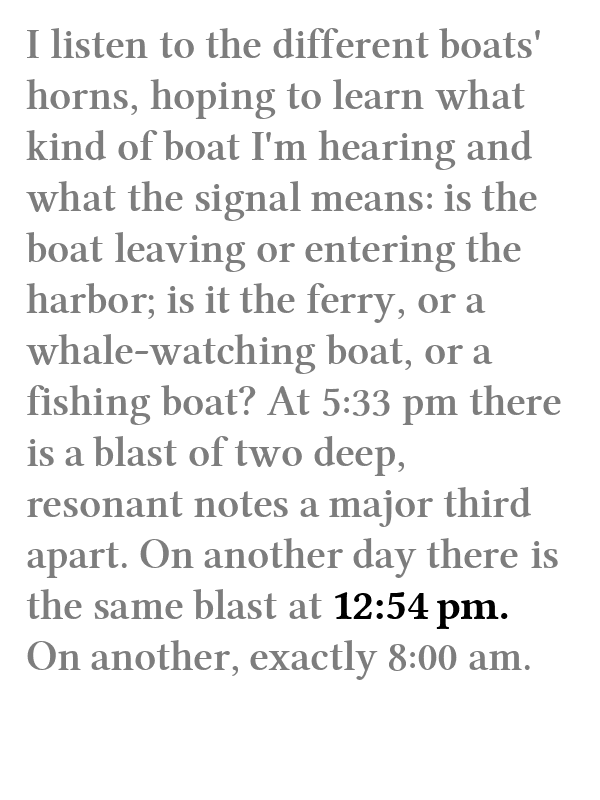 I listen to the different boats'
horns, hoping to learn what
kind of boat I'm hearing and
what the signal means: is the
boat leaving or entering the
harbor; is it the ferry, or a
whale-watching boat, or a
fishing boat? At 5:33 pm there
is a blast of two deep,
resonant notes a major third
apart. On another day there is
the same blast at 12:54 pm.
On another, exactly 8:00 am.